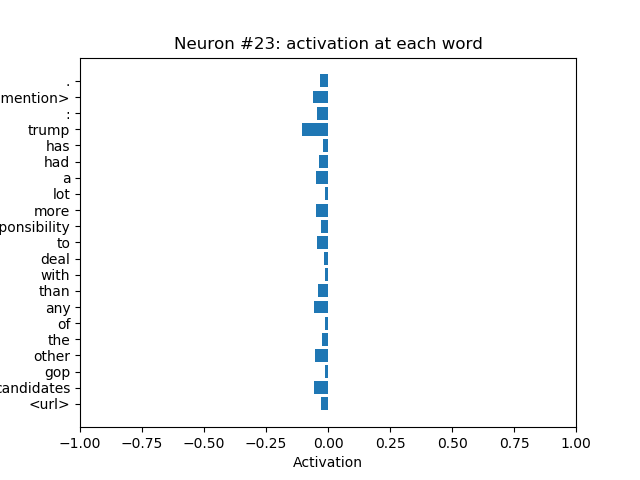 Neuron #23: activation at each word
.
mention>
:
trump
has
had
a
lot
more
ponsibility
to
deal
with
than
any
of
the
other
gop
candidates
<url>
−1.00 −0.75 −0.50 −0.25 0.00 0.25 0.50 0.75 1.00
Activation